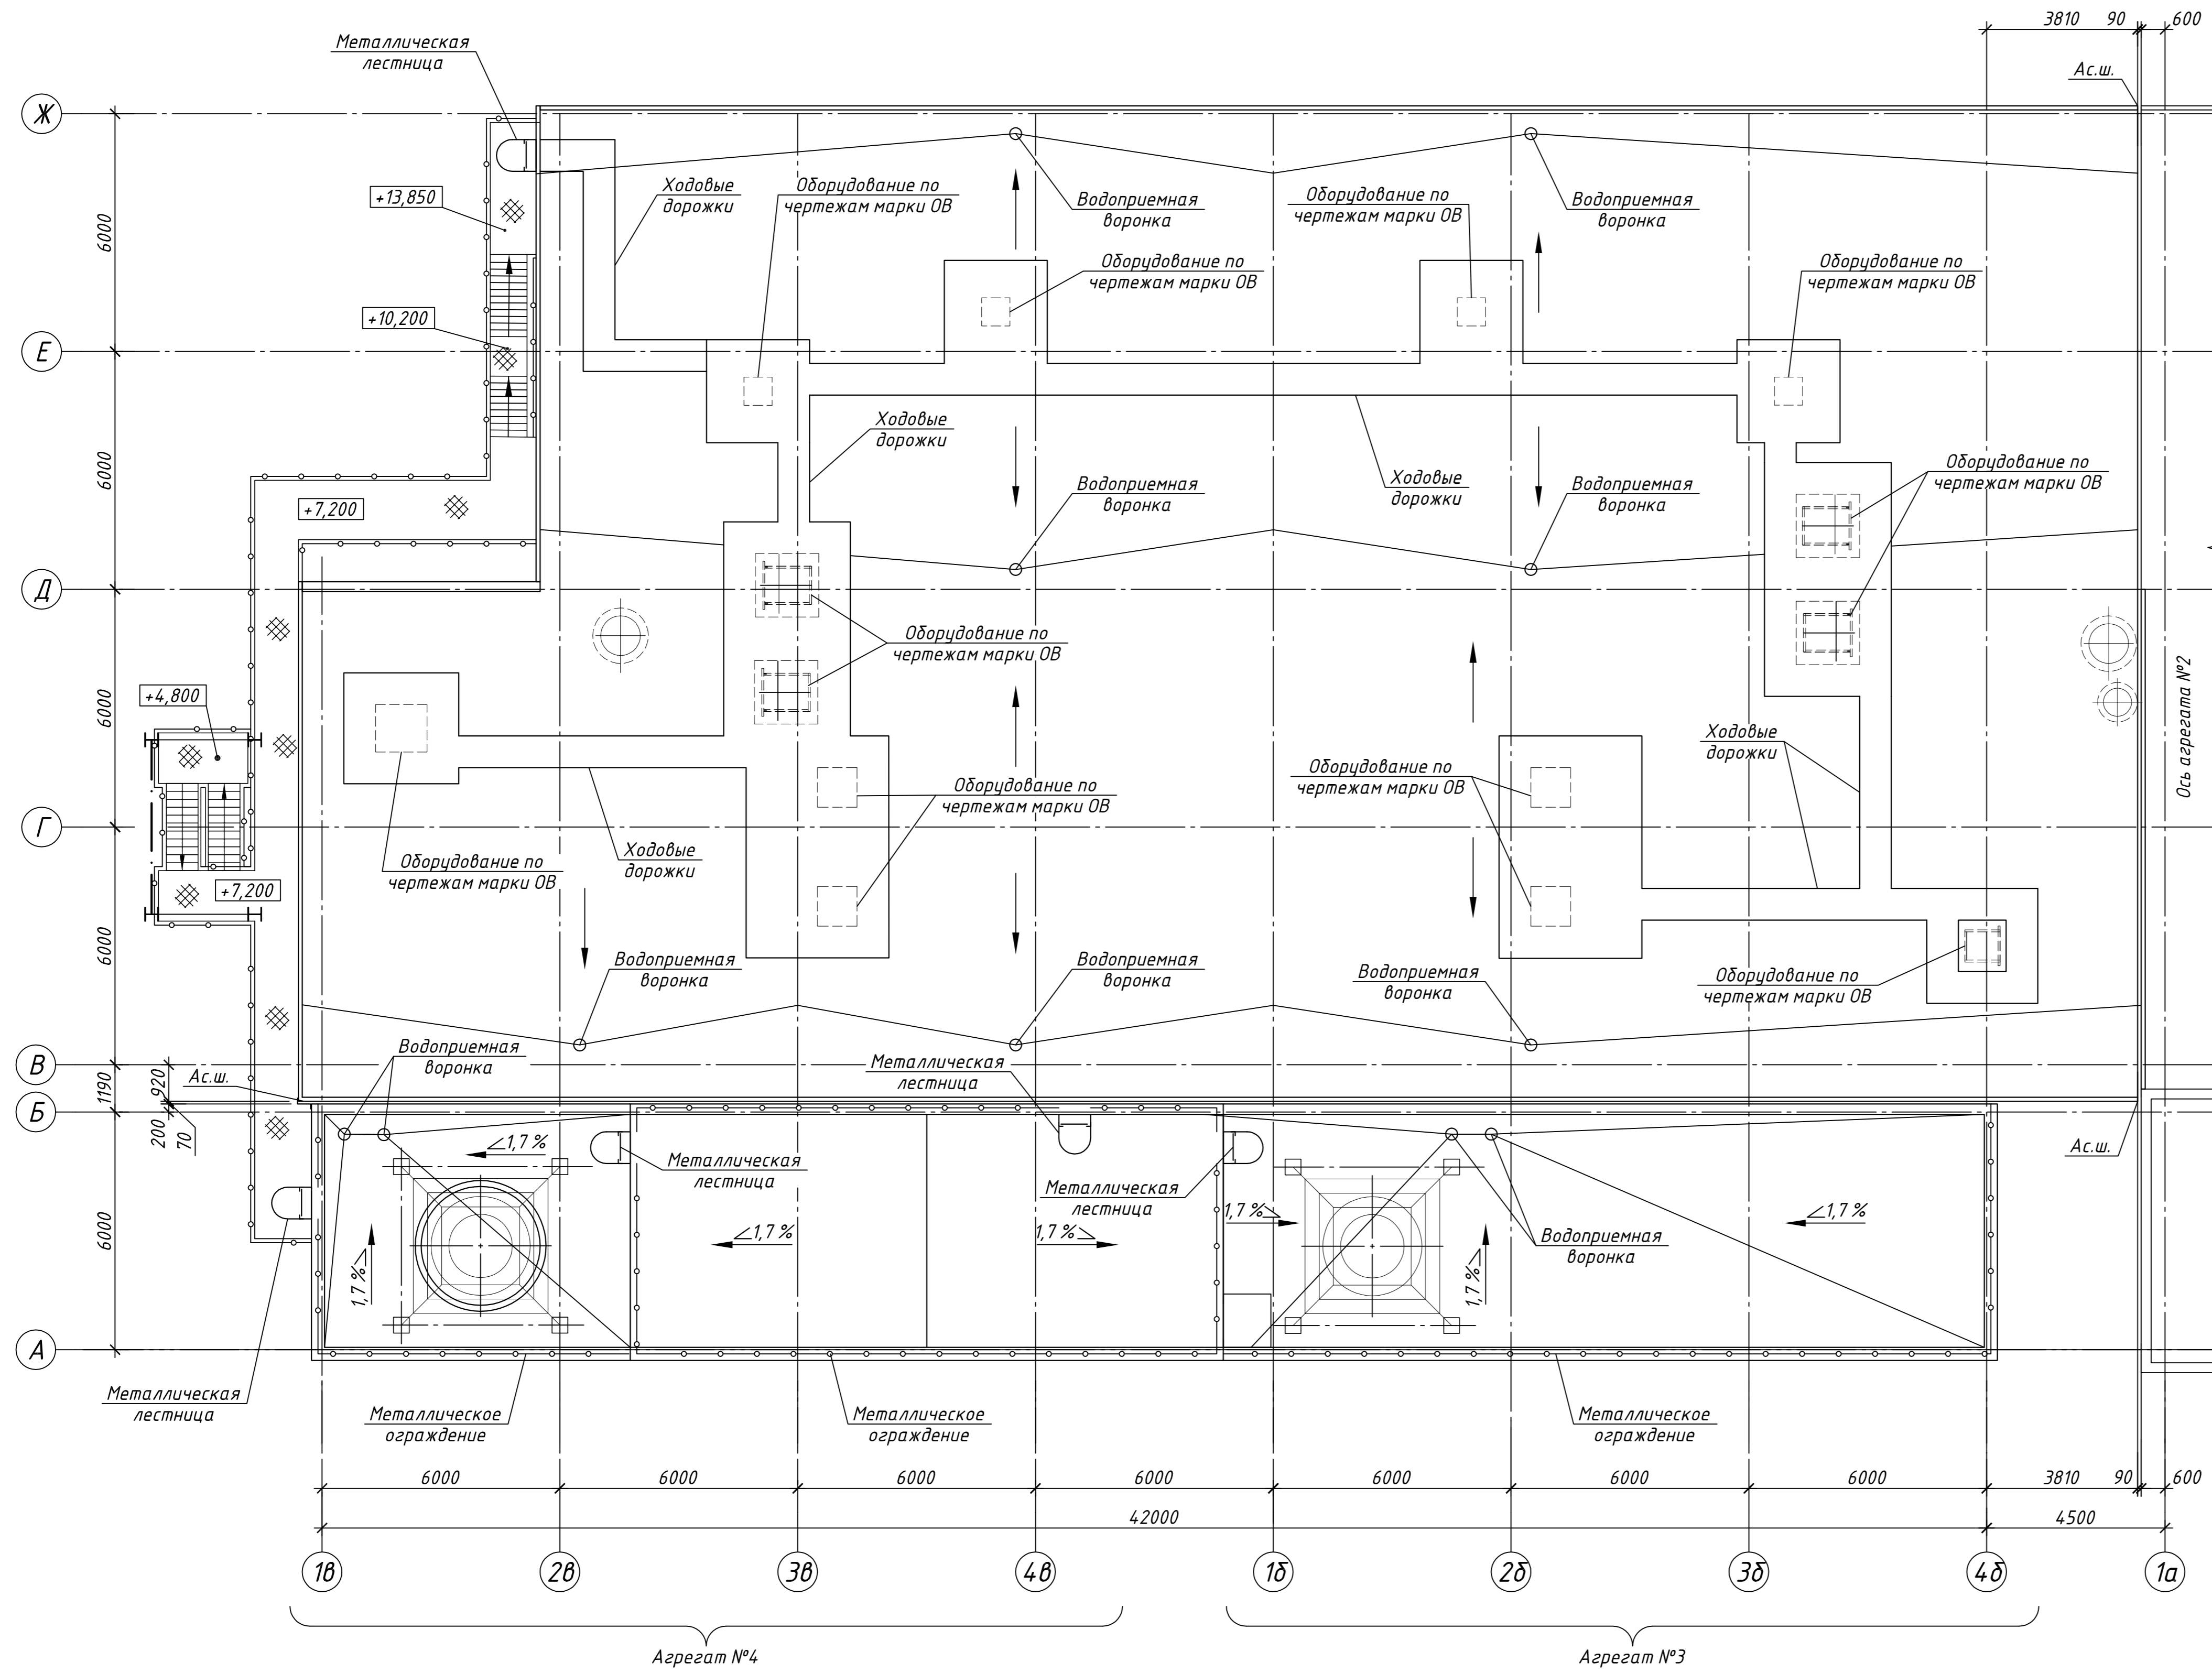 3810 90 600
Металлическая
лестница
Ас.ш.
Ж
+13,850
Ходовые
дорожки
Оборудование по
чертежам марки ОВ
Водоприемная
воронка
Оборудование по
чертежам марки ОВ
Водоприемная
воронка
6000
Оборудование по
чертежам марки ОВ
Оборудование по
чертежам марки ОВ
+10,200
Е
Ходовые
дорожки
6000
Водоприемная
воронка
Ходовые
дорожки
Водоприемная
воронка
Оборудование по
чертежам марки ОВ
+7,200
Д
Оборудование по
чертежам марки ОВ
+4,800
6000
Ось агрегата №2
Ходовые
дорожки
Оборудование по
чертежам марки ОВ
Оборудование по
чертежам марки ОВ
Г
Оборудование по
чертежам марки ОВ
Ходовые
дорожки
+7,200
6000
Водоприемная
воронка
Водоприемная
воронка
Водоприемная
воронка
Оборудование по
чертежам марки ОВ
В
1190
920
Ас.ш.
Водоприемная
воронка
Металлическая
лестница
Б
200
70
∠1,7 %
Металлическая
лестница
Металлическая
лестница
Ас.ш.
6000
1,7 %∠
∠1,7 %
1,7 %∠
1,7 %∠
1,7 %∠
Водоприемная
воронка
∠1,7 %
А
Металлическая
лестница
Металлическое
ограждение
Металлическое
ограждение
Металлическое
ограждение
6000 6000 6000 6000 6000 6000 6000 3810 90 600
42000 4500
1в 2в 3в 4в 1б 2б 3б 4б 1а
Агрегат №4 Агрегат №3